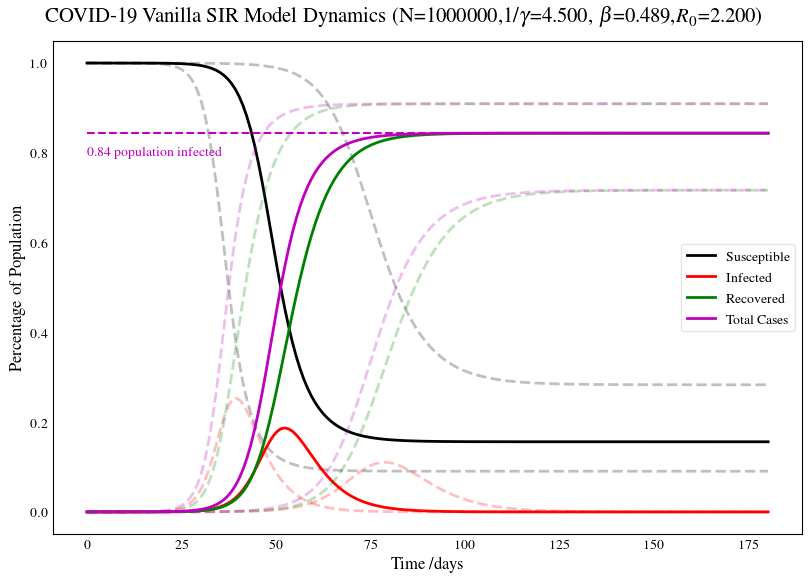 COVID-19 Vanilla SIR Model Dynamics (N=1000000,1/γ=4.500, β=0.489,R₀=2.200)
1.0
0.8
0.6
0.4
0.2
0.0
Percentage of Population
0.84 population infected
Susceptible
Infected
Recovered
Total Cases
0 25 50 75 100 125 150 175
Time /days